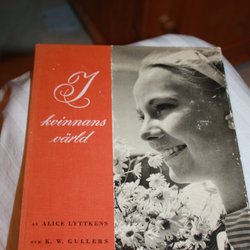 I
kvinnans
värld
AV ALICE LYTTKENS
OCH K. W. GULLERS